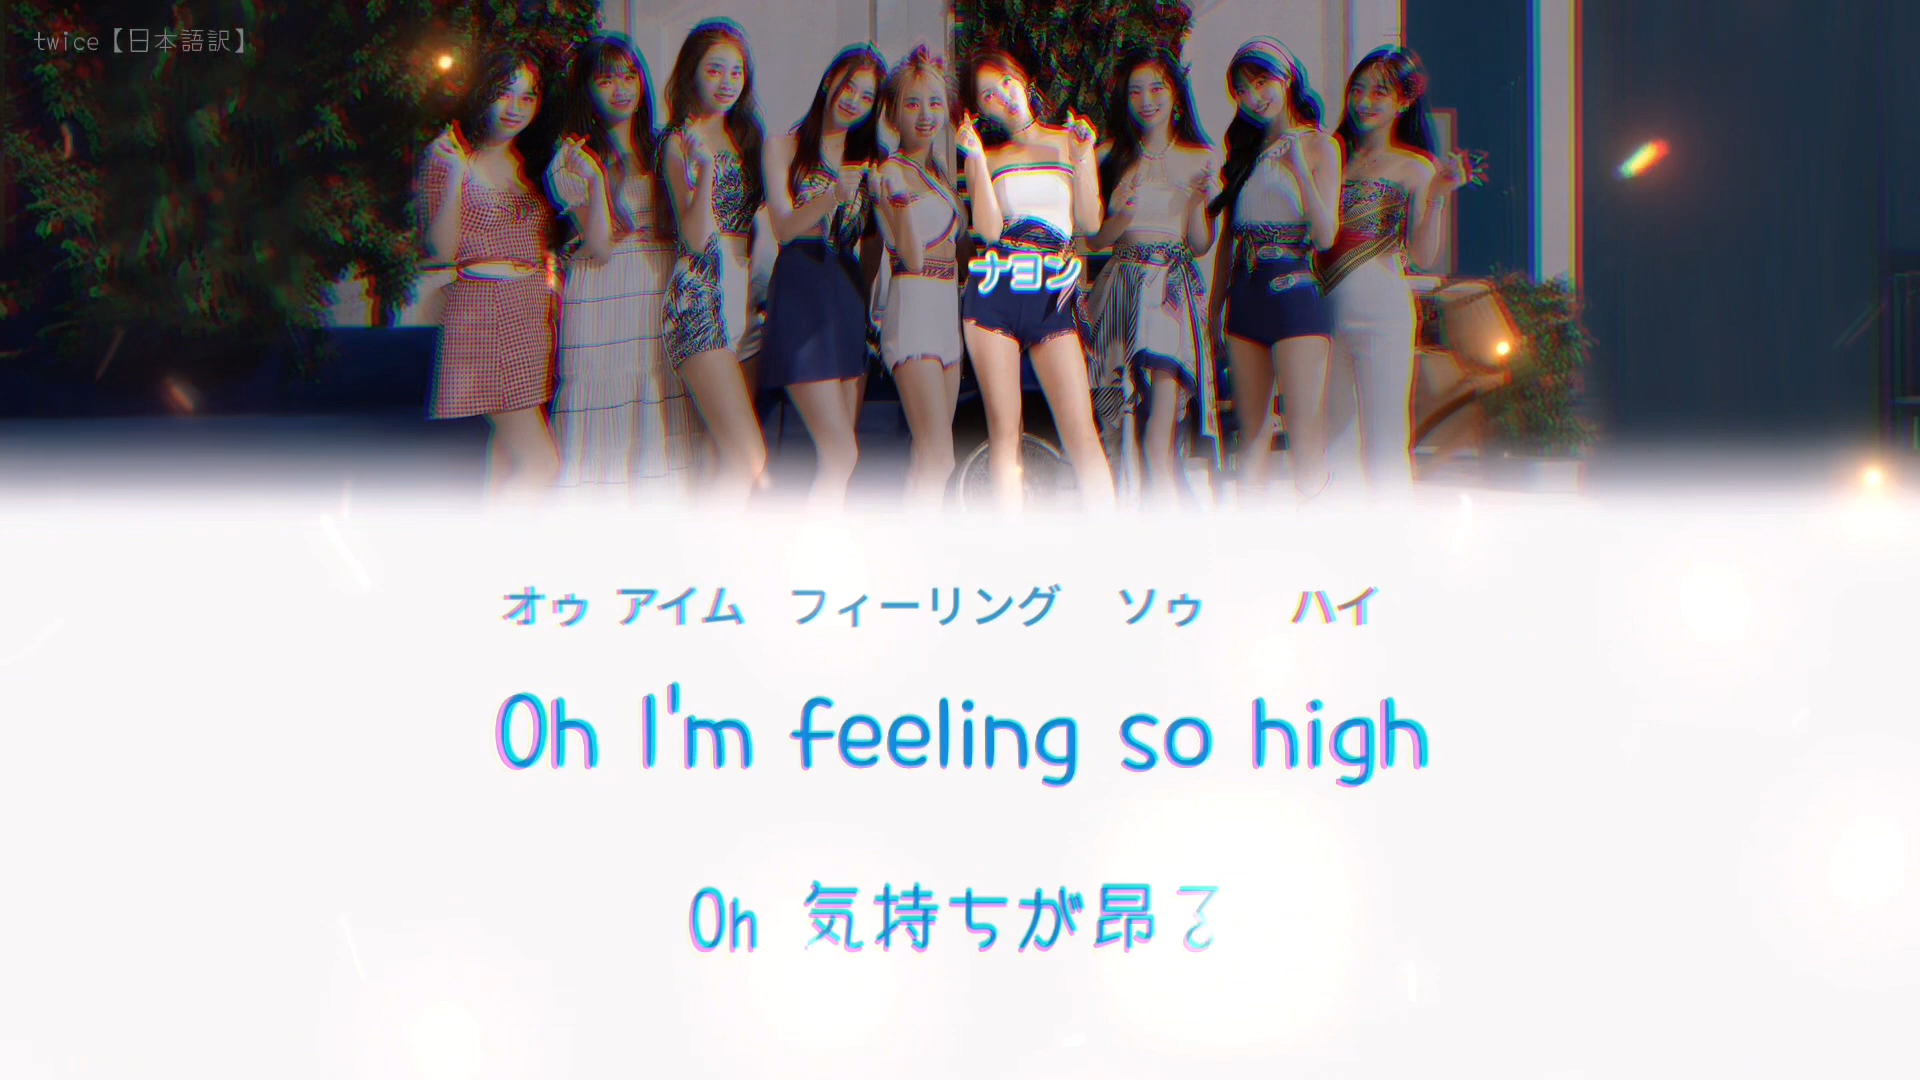 twice【日本語訳】
ナヨン
オゥ アイム フィーリング ソゥ ハイ
Oh I'm feeling so high
Oh 気持ちが昂る